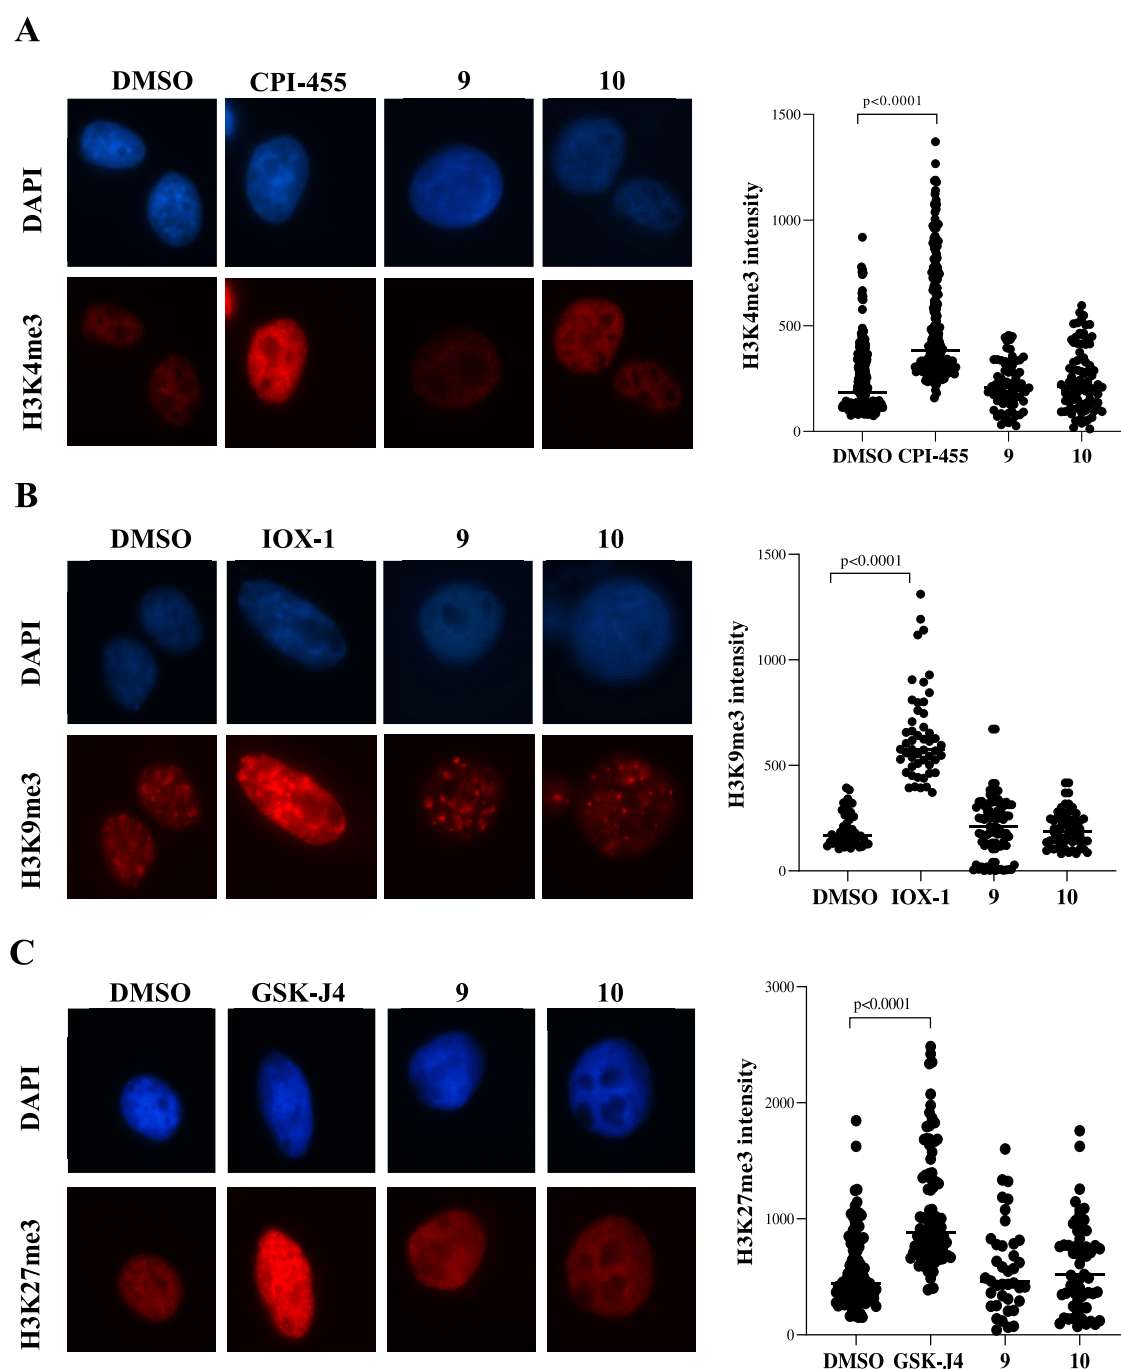 A
DMSO CPI-455 9 10
DAPI
H3K4me3
p<0.0001
H3K4me3 intensity
1500
1000
500
0
DMSO CPI-455 9 10
B
DMSO IOX-1 9 10
DAPI
H3K9me3
p<0.0001
H3K9me3 intensity
1500
1000
500
0
DMSO IOX-1 9 10
C
DMSO GSK-J4 9 10
DAPI
H3K27me3
p<0.0001
H3K27me3 intensity
3000
2000
1000
0
DMSO GSK-J4 9 10